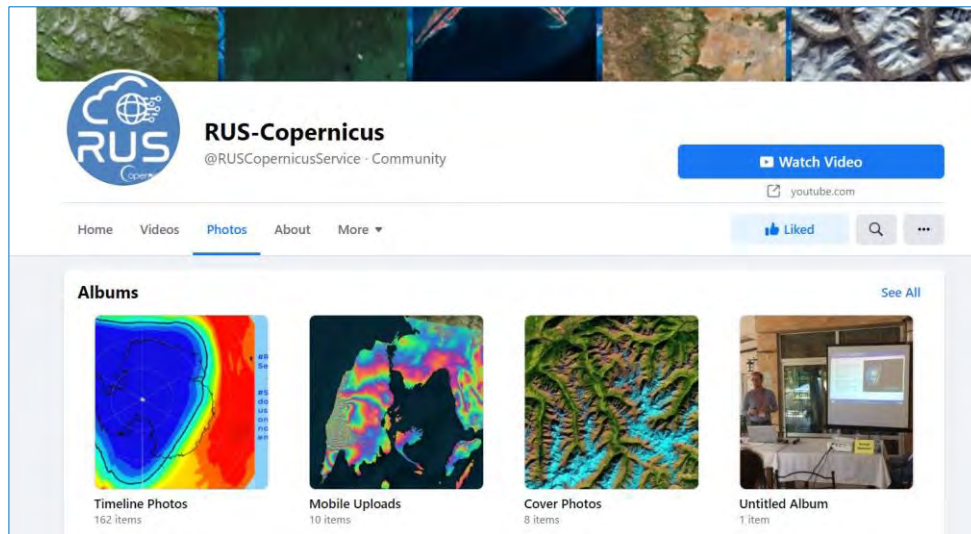 RUS
Copernicus
RUS-Copernicus
@RUSCopernicusService · Community
Watch Video
youtube.com
Home Videos Photos About More
Liked
Albums
See All
Timeline Photos
162 items
Mobile Uploads
10 items
Cover Photos
8 items
Untitled Album
1 item